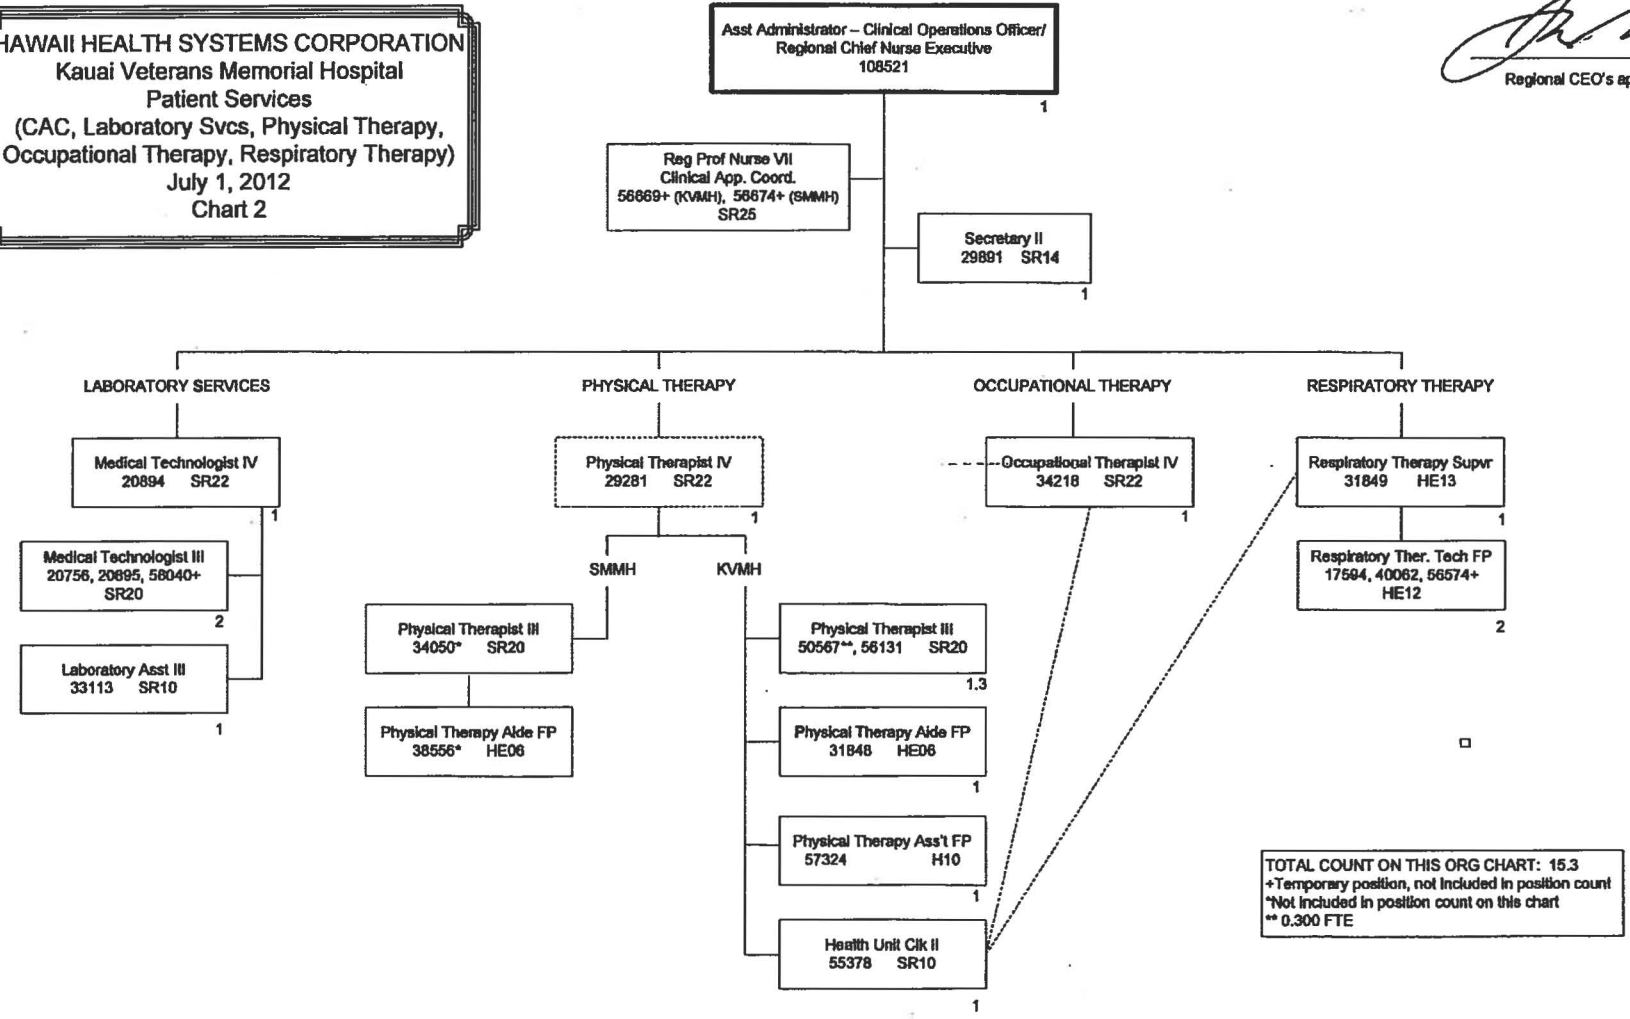 HAWAII HEALTH SYSTEMS CORPORATION
Kauai Veterans Memorial Hospital
Patient Services
(CAC, Laboratory Svcs, Physical Therapy,
Occupational Therapy, Respiratory Therapy)
July 1, 2012
Chart 2
Asst Administrator – Clinical Operations Officer/
Regional Chief Nurse Executive
108521
1
Regional CEO's
Reg Prof Nurse VII
Clinical App. Coord.
56669+ (KVMH), 56674+ (SMMH)
SR25
Secretary II
29891 SR14
1
LABORATORY SERVICES
Medical Technologist IV
20894 SR22
1
Medical Technologist III
20756, 20895, 58040+
SR20
2
Laboratory Asst III
33113 SR10
1
PHYSICAL THERAPY
Physical Therapist IV
29281 SR22
1
SMMH
Physical Therapist III
34050* SR20
Physical Therapy Aide FP
38556* HE06
KVMH
Physical Therapist III
50567**, 56131 SR20
1.3
Physical Therapy Aide FP
31848 HE06
1
Physical Therapy Ass't FP
57324 H10
1
Health Unit Clk II
55378 SR10
1
OCCUPATIONAL THERAPY
Occupational Therapist IV
34218 SR22
1
RESPIRATORY THERAPY
Respiratory Therapy Supvr
31849 HE13
1
Respiratory Ther. Tech FP
17594, 40062, 56574+
HE12
2
TOTAL COUNT ON THIS ORG CHART: 15.3
+Temporary position, not included in position count
*Not included in position count on this chart
** 0.300 FTE